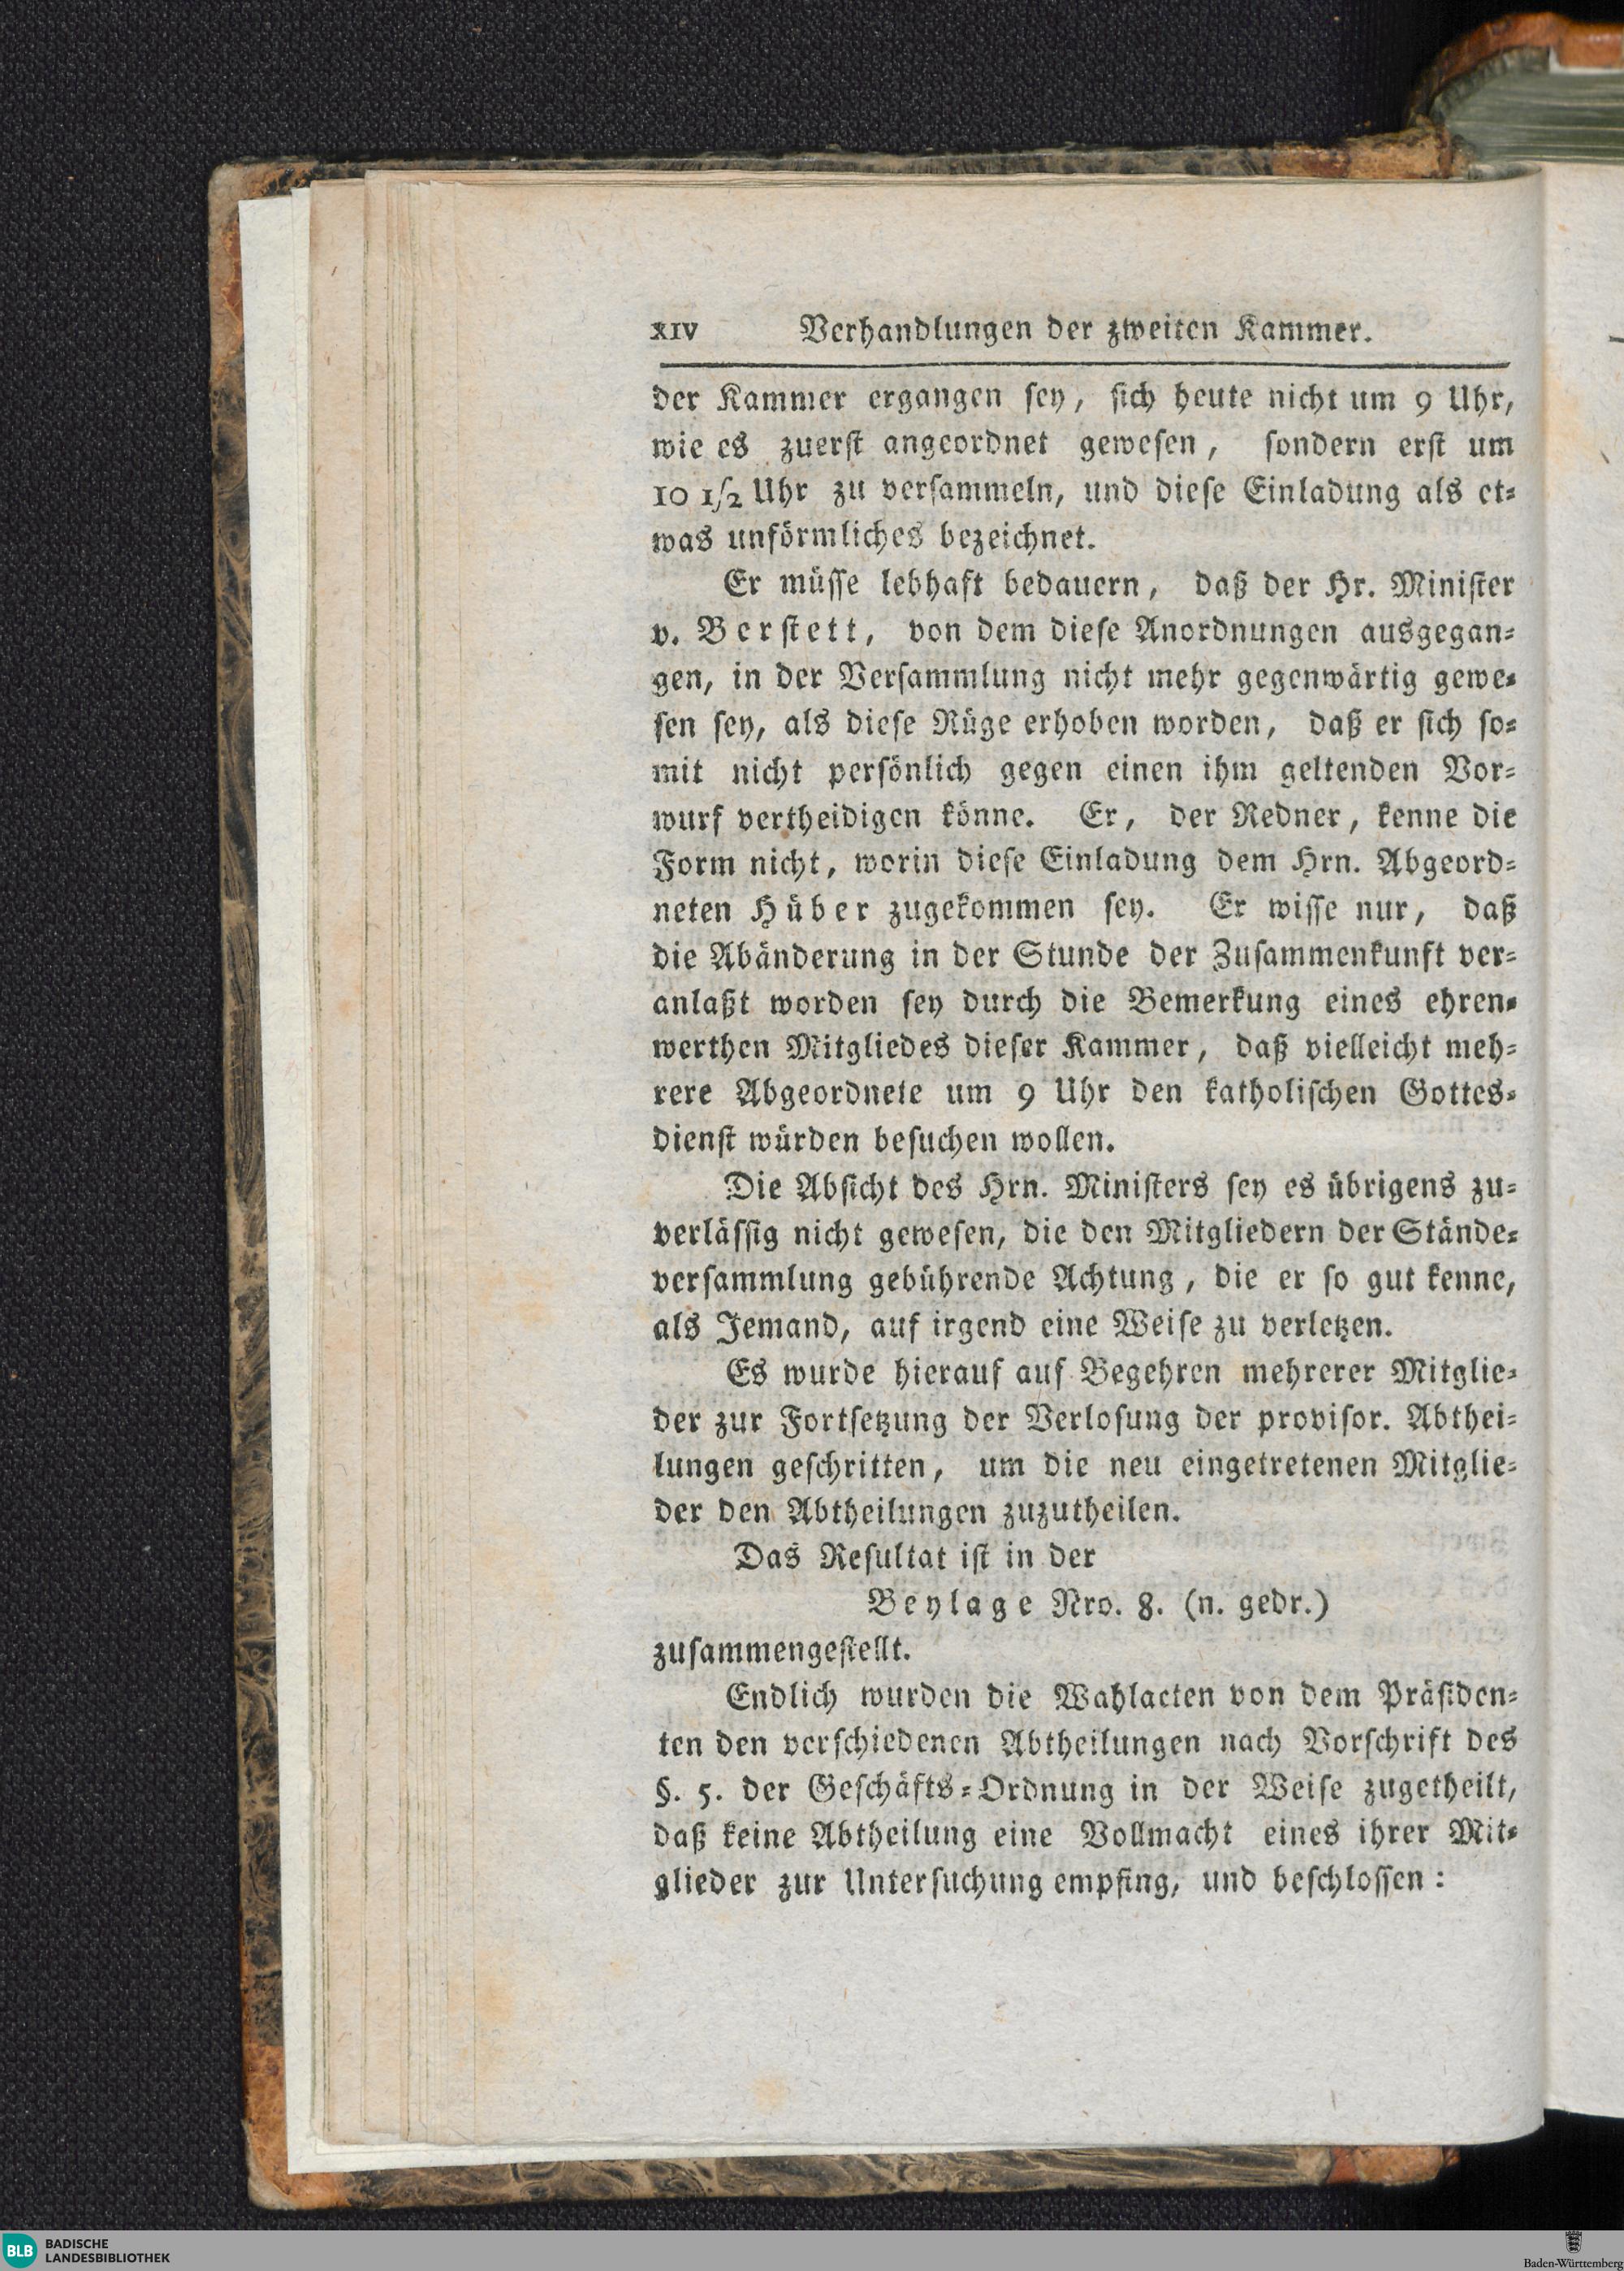 XIV Verhandlungen der zweiten Kammer.
der Kammer ergangen sey, sich heute nicht um 9 Uhr,
wie es zuerst angeordnet gewesen, sondern erst um
10 1/2 Uhr zu versammeln, und diese Einladung als et-
was unförmliches bezeichnet.
Er müsse lebhaft bedauern, daß der Hr. Minister
v. Berstett, von dem diese Anordnungen ausgegan-
gen, in der Versammlung nicht mehr gegenwärtig gewe-
sen sey, als diese Rüge erhoben worden, daß er sich so-
mit nicht persönlich gegen einen ihm geltenden Vor-
wurf vertheidigen könne. Er, der Redner, kenne die
Form nicht, worin diese Einladung dem Hrn. Abgeord-
neten Hüber zugekommen sey. Er wisse nur, daß
die Abänderung in der Stunde der Zusammenkunft ver-
anlaßt worden sey durch die Bemerkung eines ehren-
werthen Mitgliedes dieser Kammer, daß vielleicht meh-
rere Abgeordnete um 9 Uhr den katholischen Gottes-
dienst würden besuchen wollen.
Die Absicht des Hrn. Ministers sey es übrigens zu-
verlässig nicht gewesen, die den Mitgliedern der Stände-
versammlung gebührende Achtung, die er so gut kenne,
als Jemand, auf irgend eine Weise zu verletzen.
Es wurde hierauf auf Begehren mehrerer Mitglie-
der zur Fortsetzung der Verlosung der provisor. Abthei-
lungen geschritten, um die neu eingetretenen Mitglie-
der den Abtheilungen zuzutheilen.
Das Resultat ist in der
Beylage Nro. 8. (n. gedr.)
zusammengestellt.
Endlich wurden die Wahlacten von dem Präsiden-
ten den verschiedenen Abtheilungen nach Vorschrift des
§. 5. der Geschäfts-Ordnung in der Weise zugetheilt,
daß keine Abtheilung eine Vollmacht eines ihrer Mit-
glieder zur Untersuchung empfing, und beschlossen:
BLB BADISCHE
LANDESBIBLIOTHEK
Baden-Württemberg